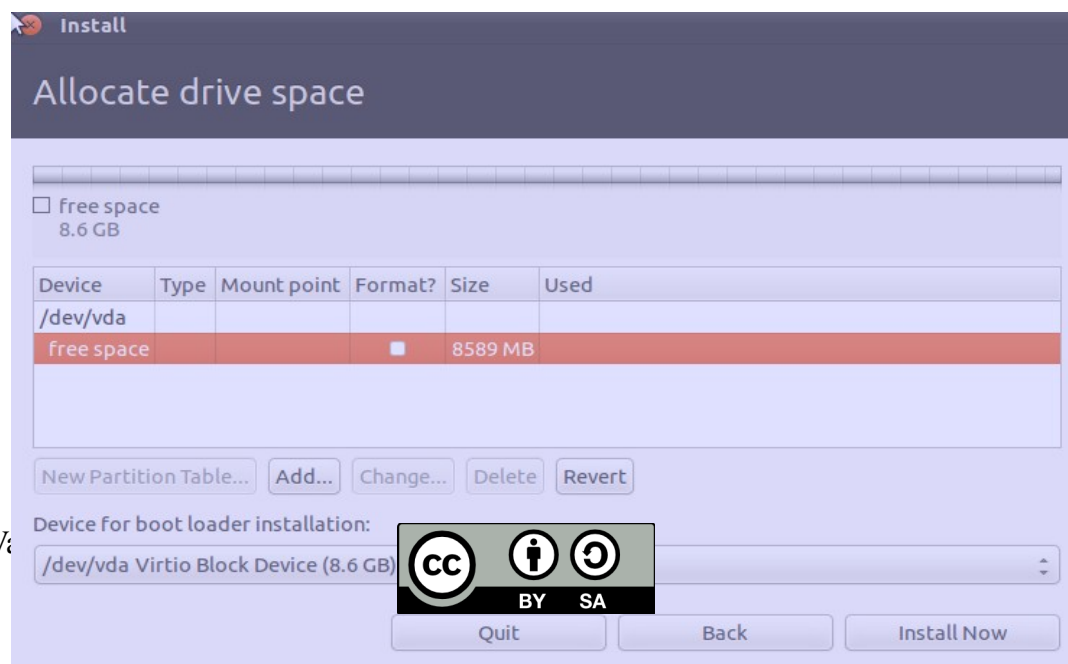 Install
Allocate drive space
free space
8.6 GB
Device Type Mount point Format? Size Used
/dev/vda
free space 8589 MB
New Partition Table... Add... Change... Delete Revert
Device for boot loader installation:
/dev/vda Virtio Block Device (8.6 GB)
cc
BY SA
Quit Back Install Now